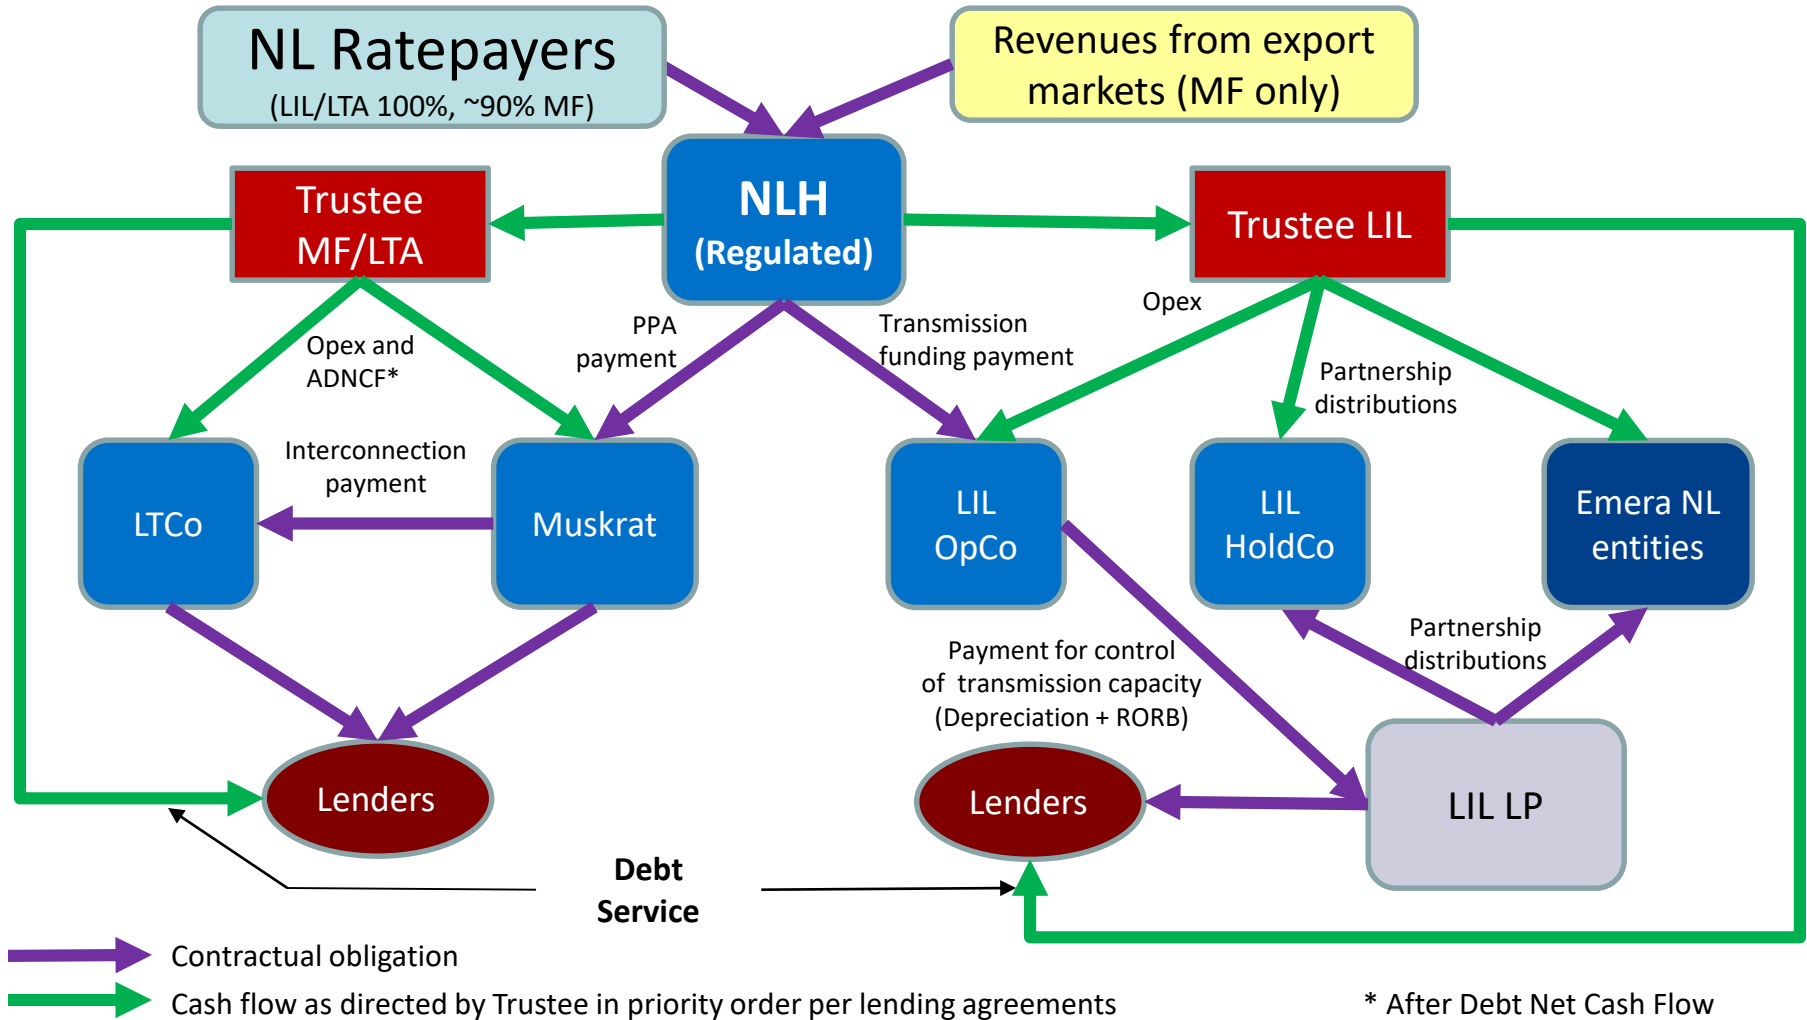 NL Ratepayers
(LIL/LTA 100%, ~90% MF)
Revenues from export
markets (MF only)
NLH
(Regulated)
Trustee
MF/LTA
Trustee LIL
Opex and
ADNCF*
PPA
payment
Transmission
funding payment
Opex
Partnership
distributions
Interconnection
payment
LTCo
Muskrat
LIL
OpCo
LIL
HoldCo
Emera NL
entities
Payment for control
of transmission capacity
(Depreciation + RORB)
Partnership
distributions
Lenders
Lenders
LIL LP
Debt
Service
Contractual obligation
Cash flow as directed by Trustee in priority order per lending agreements
* After Debt Net Cash Flow